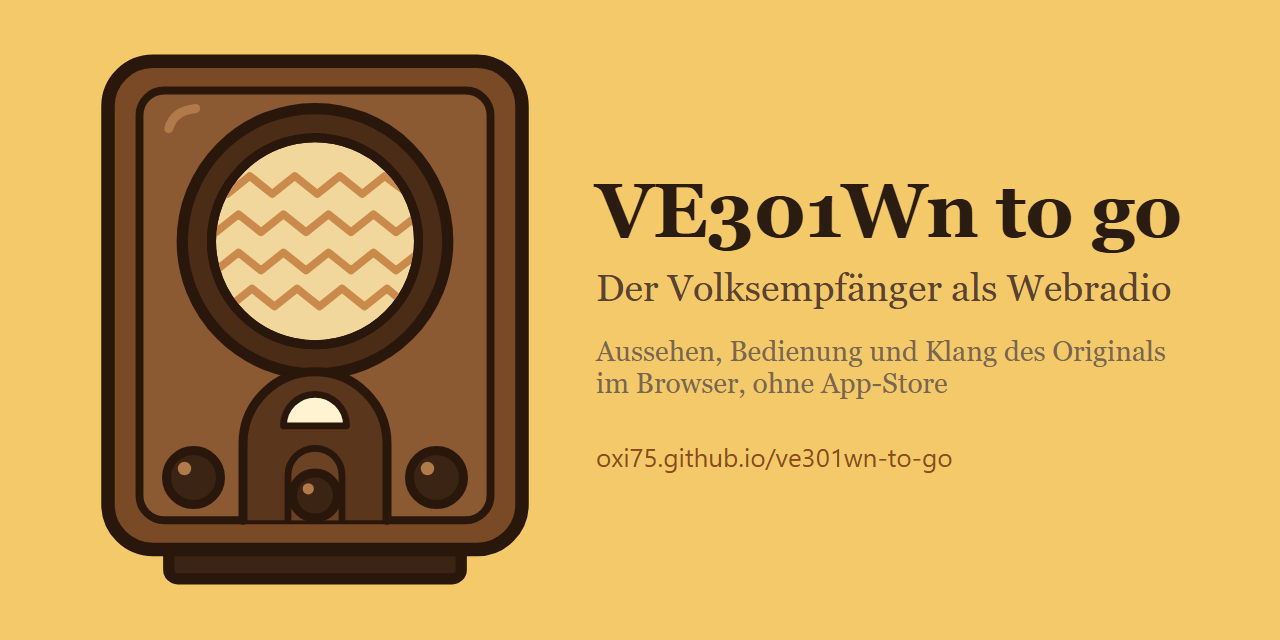 VE301Wn to go
Der Volksempfänger als Webradio
Aussehen, Bedienung und Klang des Originals
im Browser, ohne App-Store
oxi75.github.io/ve301wn-to-go